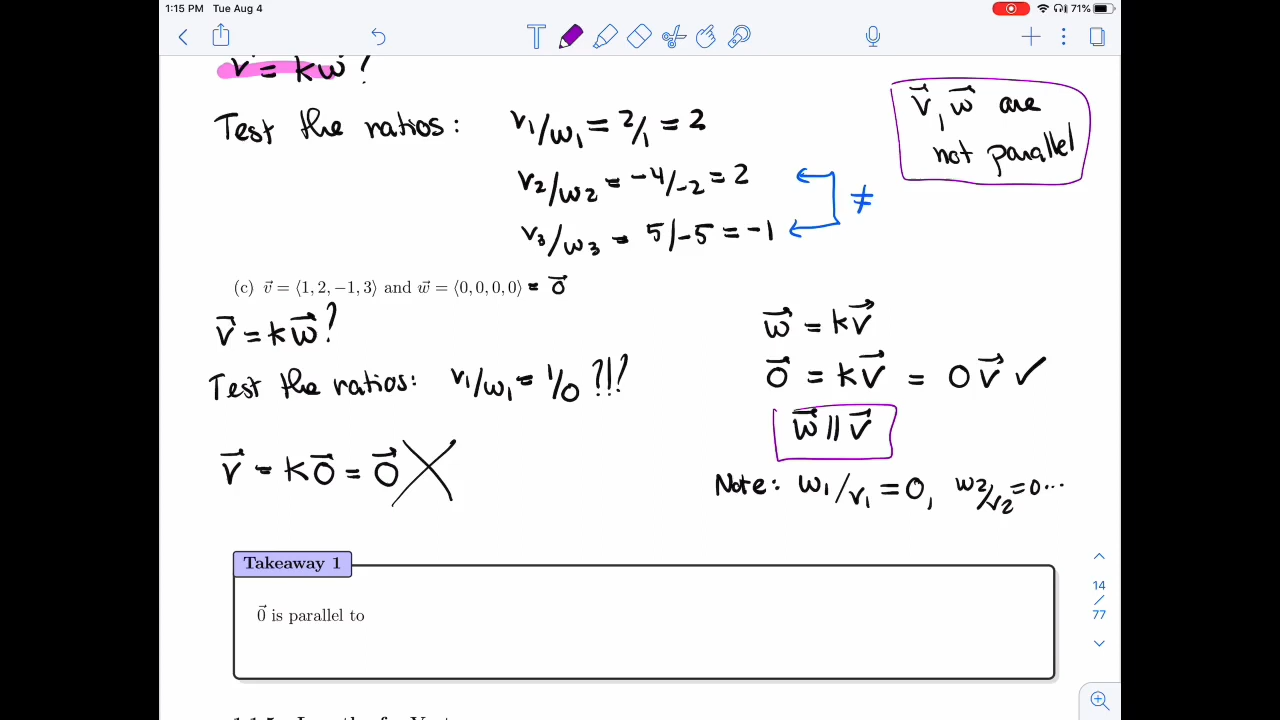 1:15 PM Tue Aug 4
71%
T
v⃗ = kw⃗ ?
Test the ratios: v₁/w₁ = 2/1 = 2
v⃗, w⃗ are
not parallel
v₂/w₂ = -4/-2 = 2
≠
v₃/w₃ = 5/-5 = -1
(c) v⃗ = ⟨1, 2, −1, 3⟩ and w⃗ = ⟨0, 0, 0, 0⟩ = 0⃗
v⃗ = kw⃗?
Test the ratios: v₁/w₁ = 1/0 ?!?
v⃗ = k0⃗ = 0⃗
w⃗ = kv⃗
0⃗ = kv⃗ = 0v⃗ ✓
w⃗ ∥ v⃗
Note: w₁/v₁ = 0, w₂/v₂ = 0...
14
/
77
Takeaway 1
0⃗ is parallel to